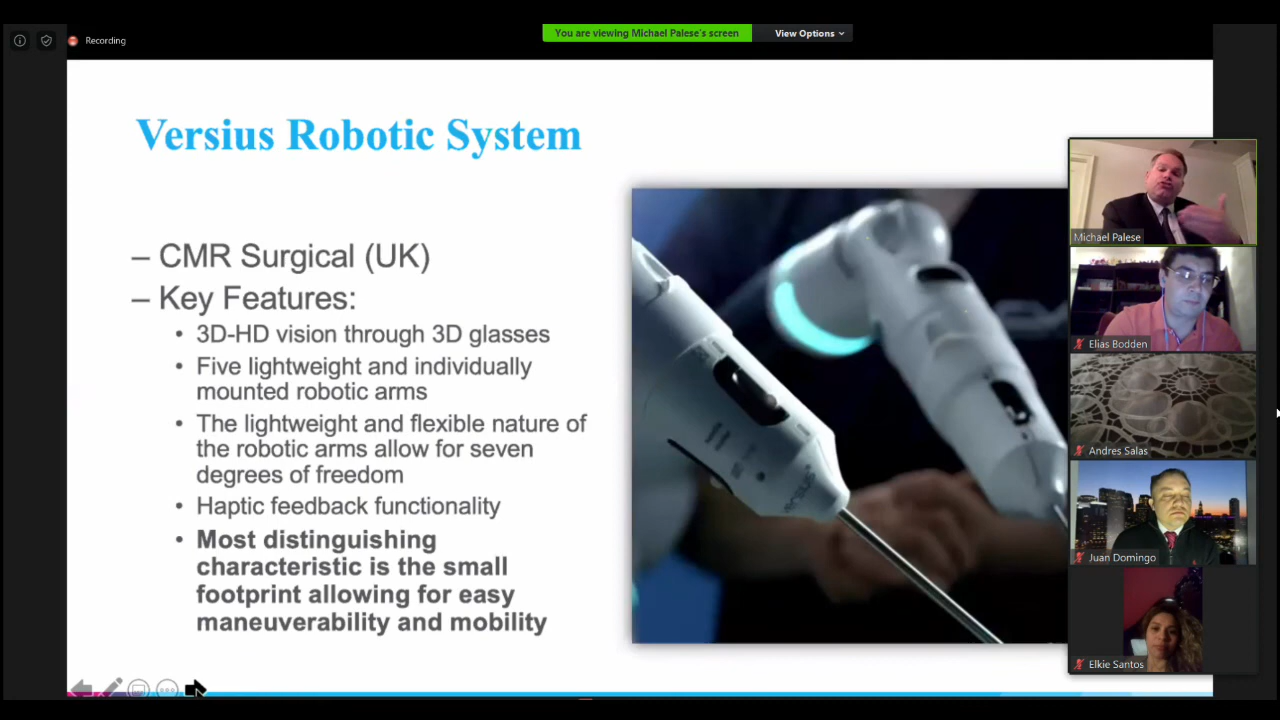 Recording
You are viewing Michael Palese's screen
View Options
Versius Robotic System
– CMR Surgical (UK)
– Key Features:
• 3D-HD vision through 3D glasses
• Five lightweight and individually
mounted robotic arms
• The lightweight and flexible nature of
the robotic arms allow for seven
degrees of freedom
• Haptic feedback functionality
• Most distinguishing
characteristic is the small
footprint allowing for easy
maneuverability and mobility
versius
Michael Palese
Elias Bodden
Andres Salas
Juan Domingo
Elkie Santos